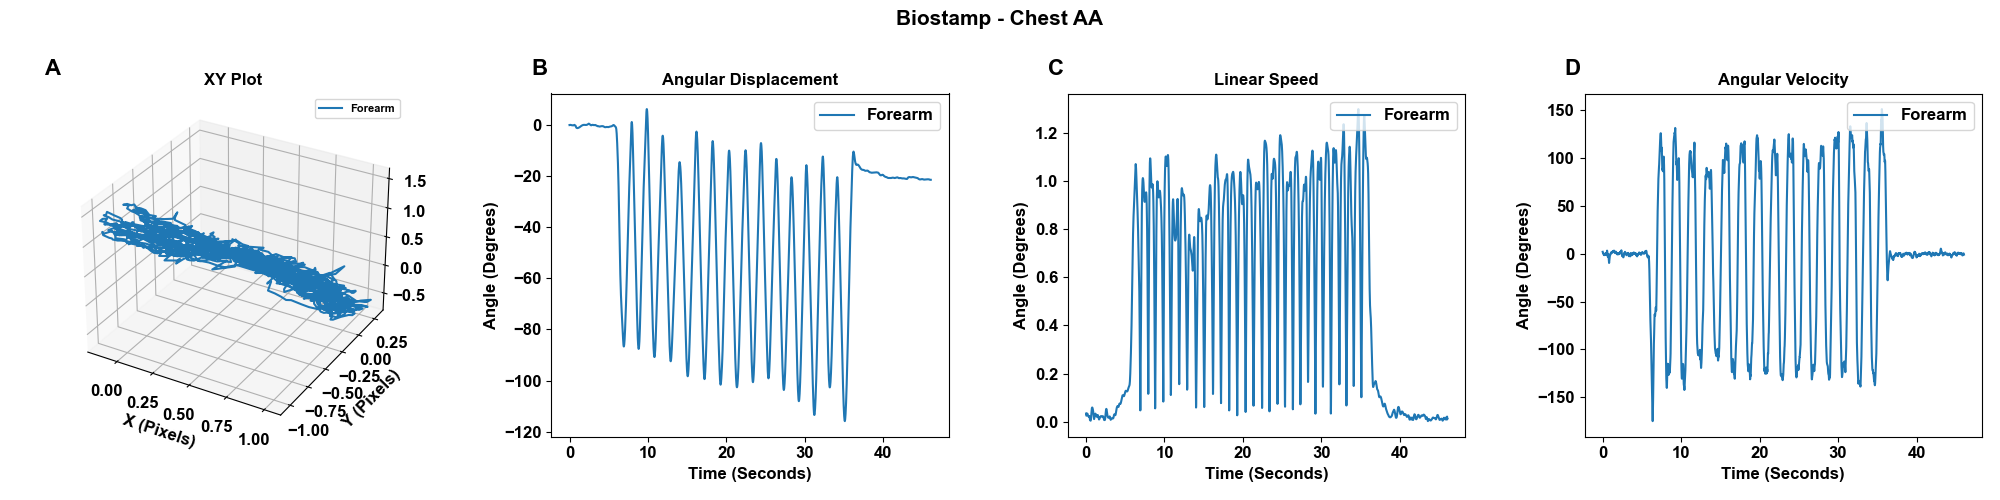 Biostamp - Chest AA
A
XY Plot
Forearm
1.5
1.0
0.5
0.0
−0.5
0.25
0.00
−0.25
−0.50
−0.75
−1.00
Y (Pixels)
0.00
0.25
0.50
0.75
1.00
X (Pixels)
B
Angular Displacement
Forearm
0
−20
−40
−60
−80
−100
−120
Angle (Degrees)
0 10 20 30 40
Time (Seconds)
C
Linear Speed
Forearm
1.2
1.0
0.8
0.6
0.4
0.2
0.0
Angle (Degrees)
0 10 20 30 40
Time (Seconds)
D
Angular Velocity
Forearm
150
100
50
0
−50
−100
−150
Angle (Degrees)
0 10 20 30 40
Time (Seconds)